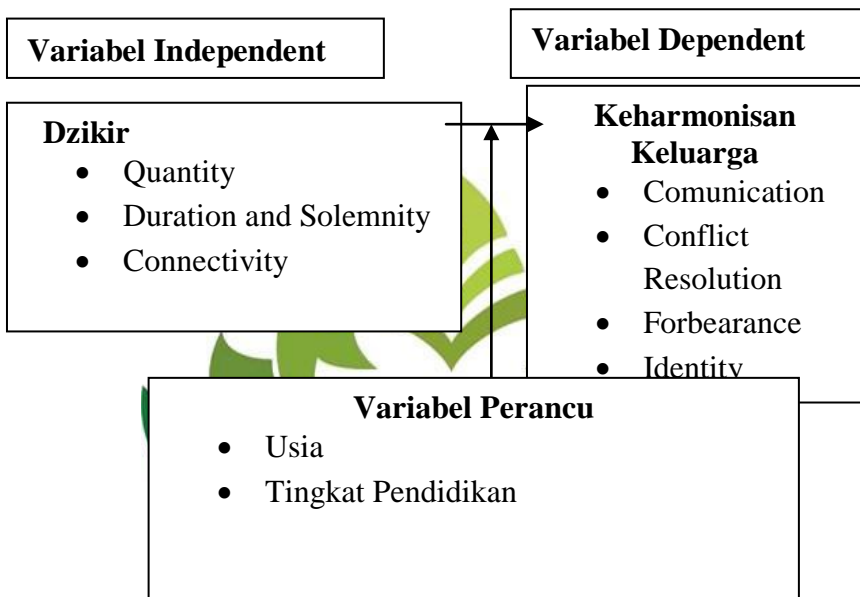 Variabel Independent
Variabel Dependent
Dzikir
• Quantity
• Duration and Solemnity
• Connectivity
Keharmonisan
Keluarga
• Comunication
• Conflict
Resolution
• Forbearance
• Identity
Variabel Perancu
• Usia
• Tingkat Pendidikan